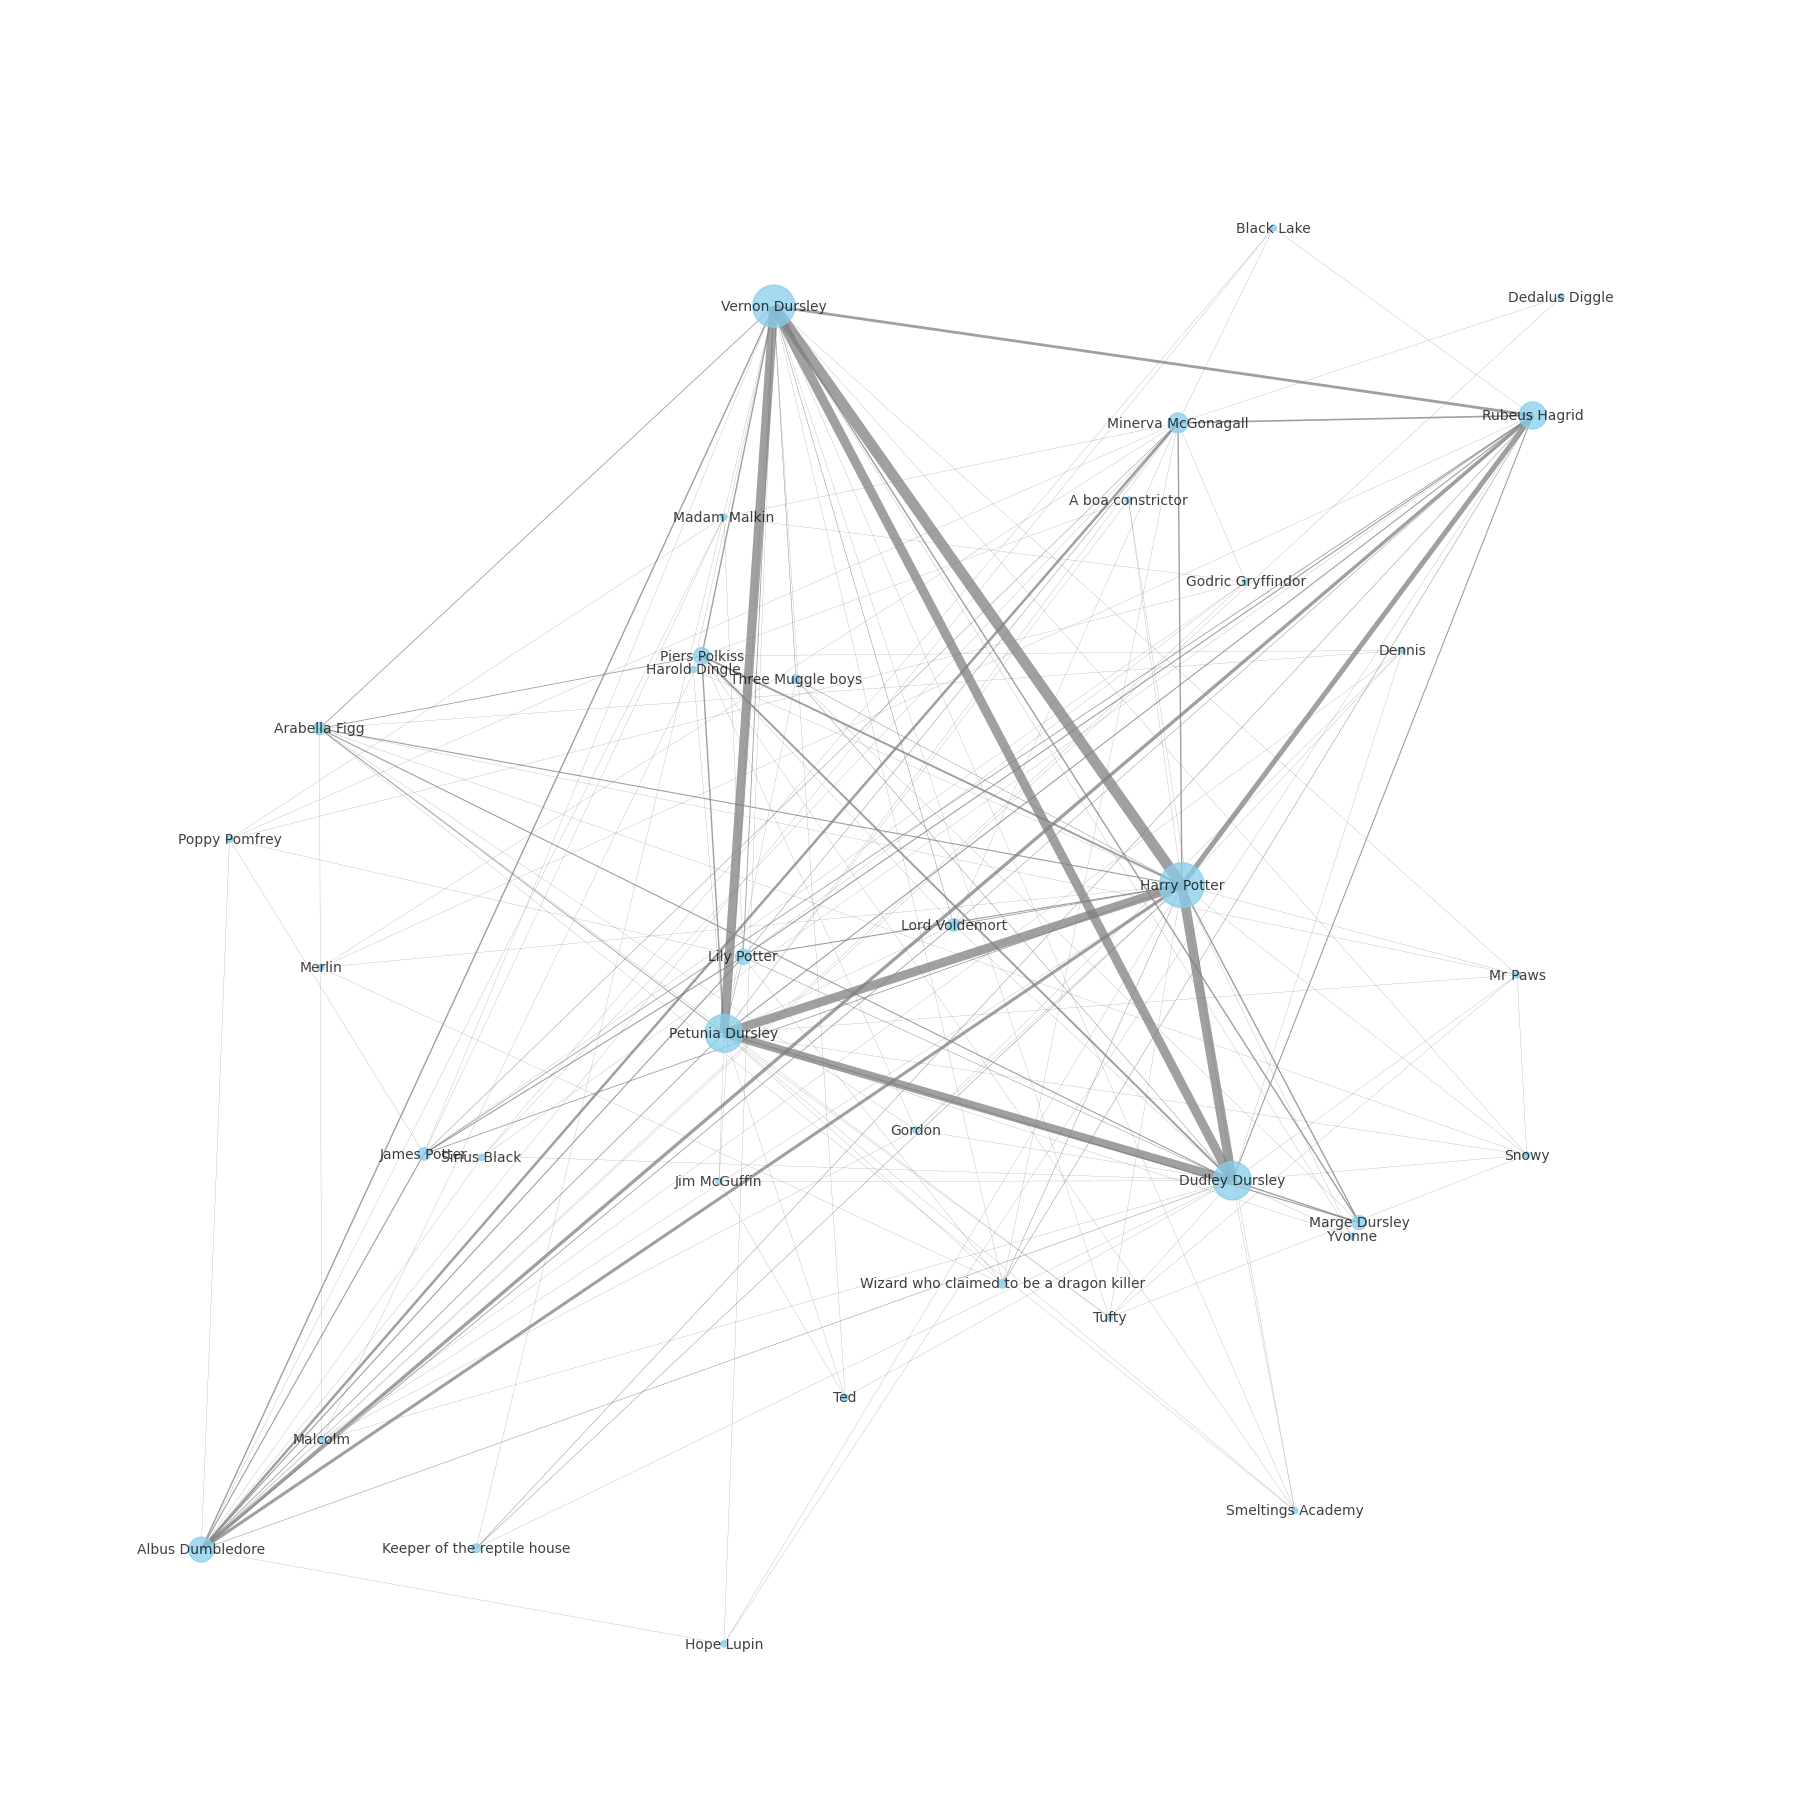 Black Lake
Dedalus Diggle
Vernon Dursley
Rubeus Hagrid
Minerva McGonagall
A boa constrictor
Madam Malkin
Godric Gryffindor
Dennis
Piers Polkiss
Harold Dingle
Three Muggle boys
Arabella Figg
Poppy Pomfrey
Harry Potter
Lord Voldemort
Lily Potter
Merlin
Mr Paws
Petunia Dursley
Gordon
James Potter
Sirius Black
Snowy
Jim McGuffin
Dudley Dursley
Marge Dursley
Yvonne
Wizard who claimed to be a dragon killer
Tufty
Ted
Malcolm
Smeltings Academy
Albus Dumbledore
Keeper of the reptile house
Hope Lupin